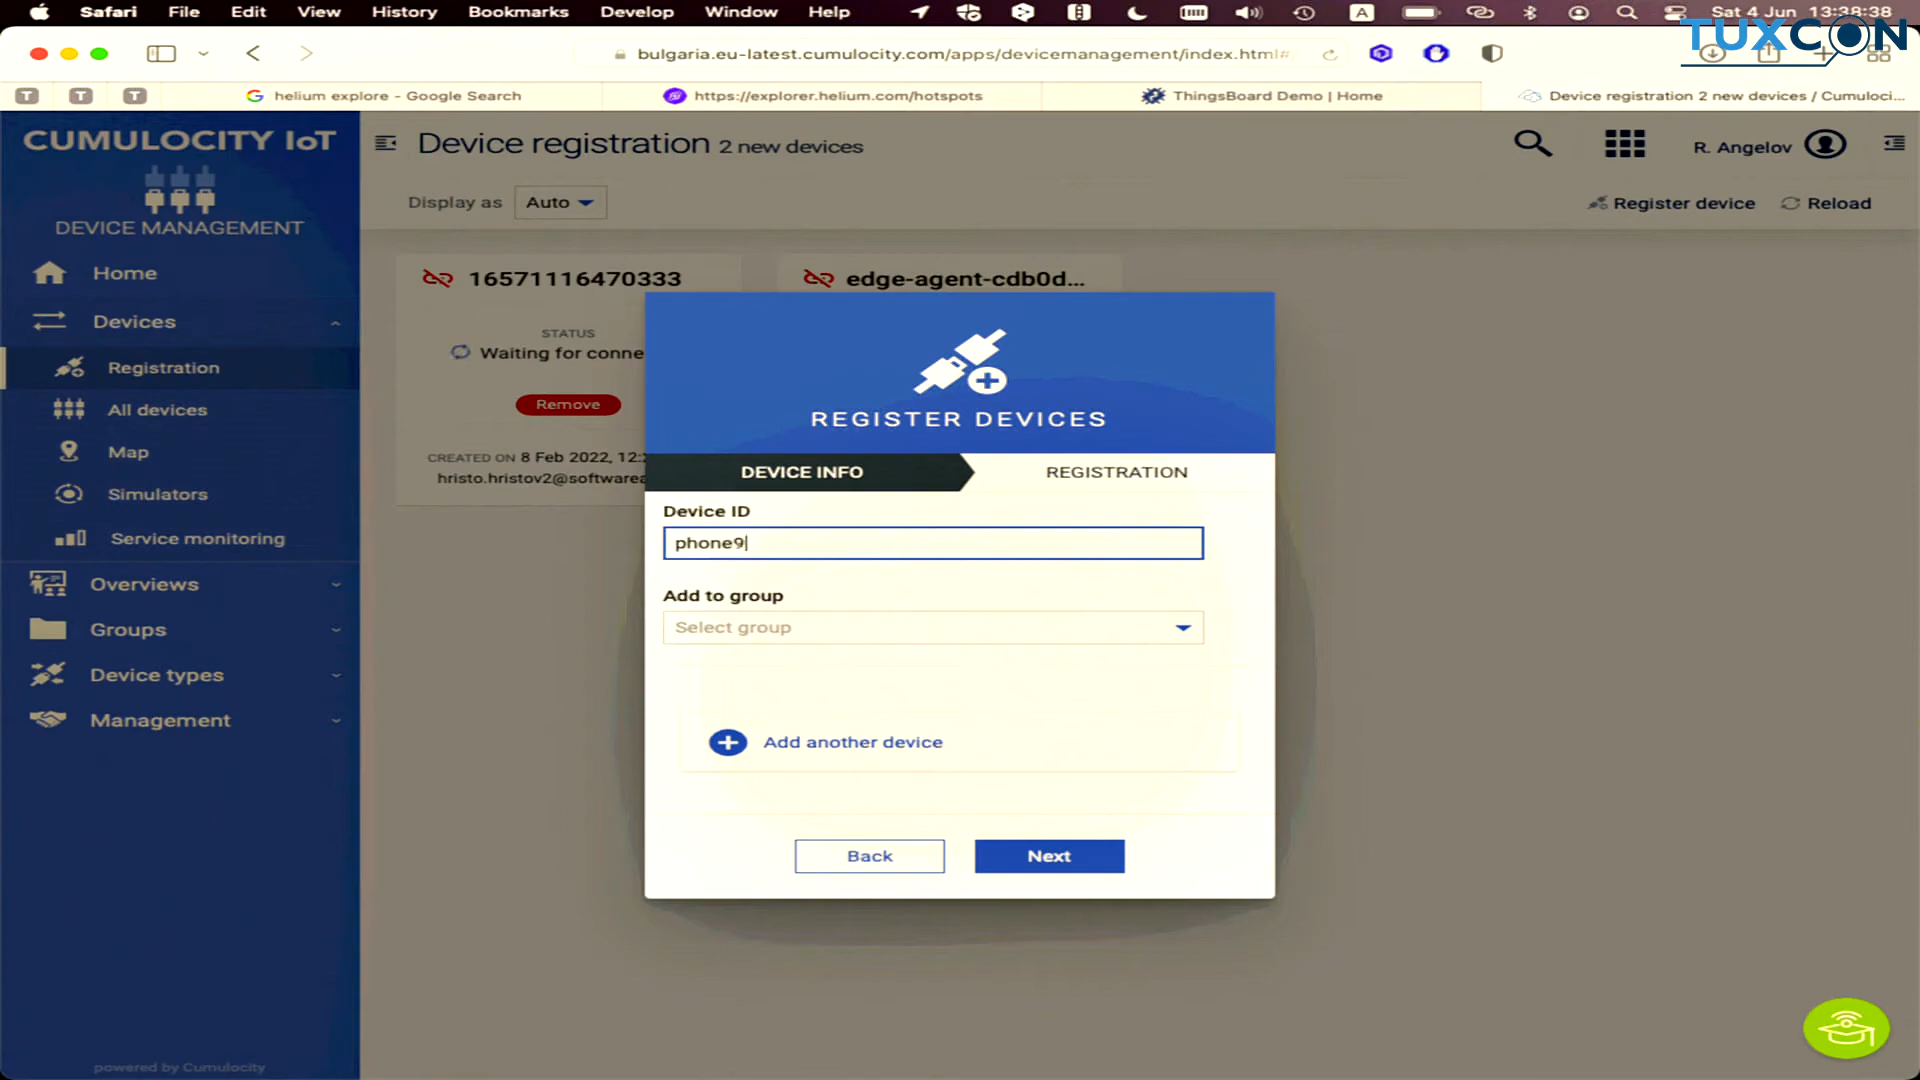 Safari File Edit View History Bookmarks Develop Window Help A Sat 4 Jun 13:38:38
TUXCON
bulgaria.eu-latest.cumulocity.com/apps/devicemanagement/index.html#
T T T helium explore - Google Search https://explorer.helium.com/hotspots ThingsBoard Demo | Home Device registration 2 new devices / Cumuloci...
CUMULOCITY IoT
DEVICE MANAGEMENT
Home
Devices
Registration
All devices
Map
Simulators
Service monitoring
Overviews
Groups
Device types
Management
powered by Cumulocity
Device registration 2 new devices
R. Angelov
Display as Auto
Register device Reload
16571116470333
STATUS
Waiting for conne
Remove
CREATED ON 8 Feb 2022, 12:
hristo.hristov2@softwarea
edge-agent-cdb0d...
REGISTER DEVICES
DEVICE INFO REGISTRATION
Device ID
phone9
Add to group
Select group
Add another device
Back Next